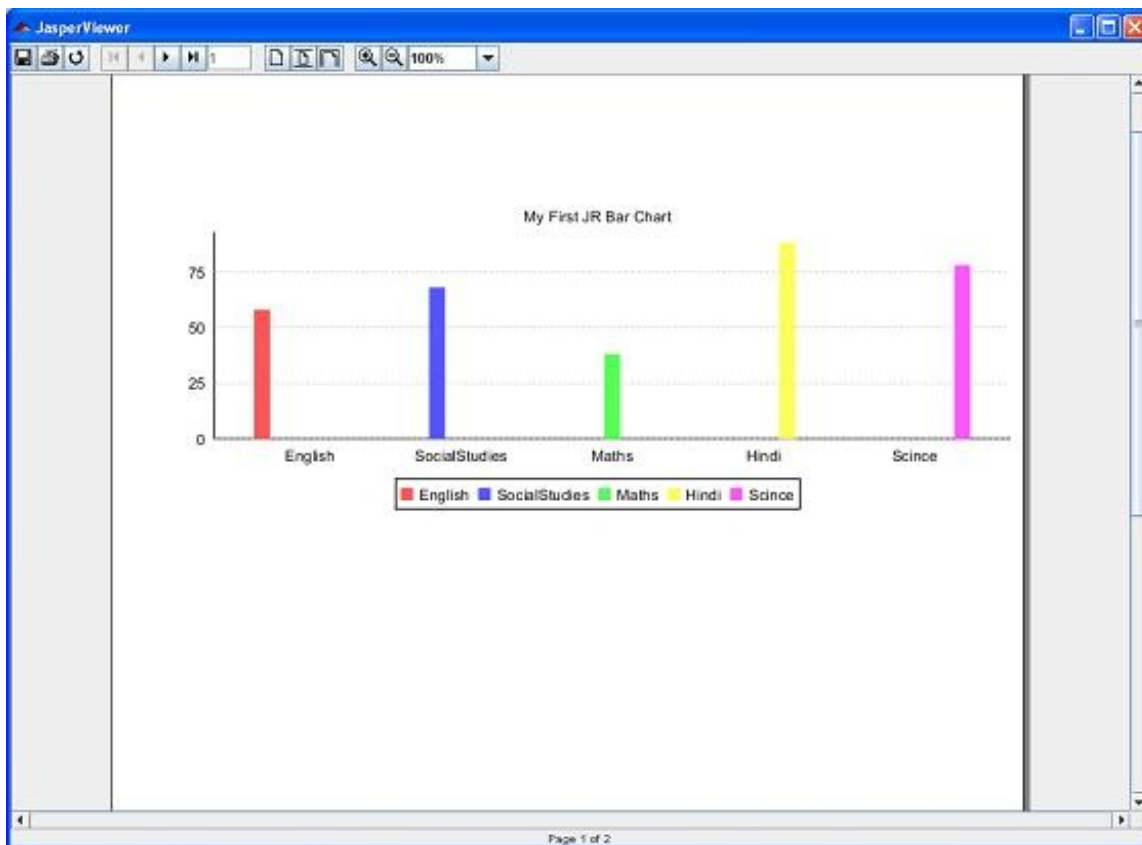 JasperViewer
1 100%
My First JR Bar Chart
75
50
25
0
English SocialStudies Maths Hindi Scince
English SocialStudies Maths Hindi Scince
Page 1 of 2